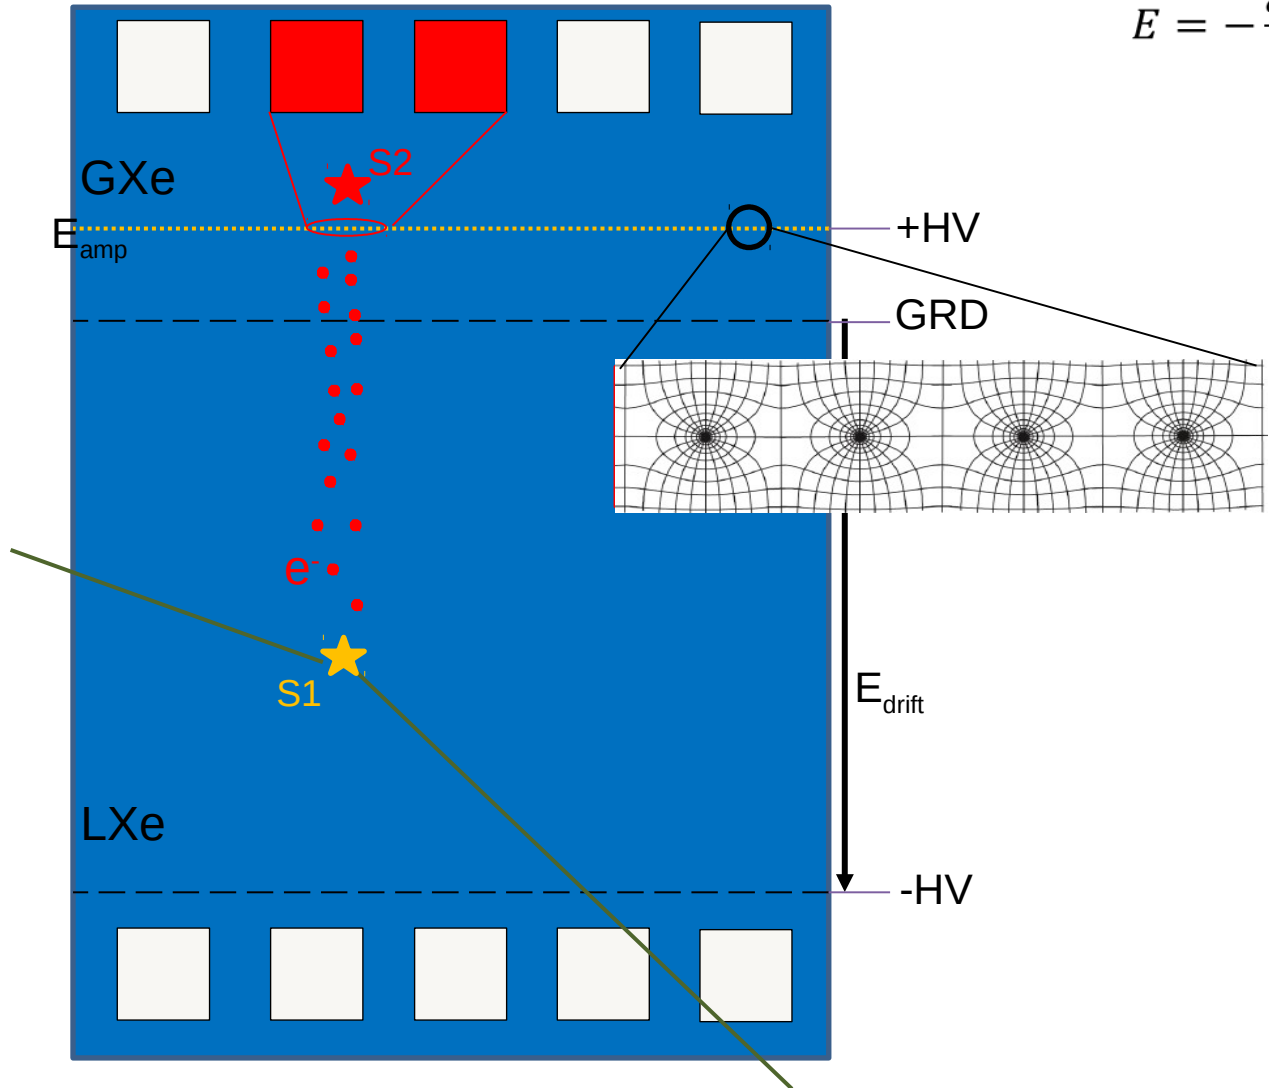 E = −
S2
GXe
E_amp
+HV
GRD
e⁻
S1
E_drift
LXe
-HV